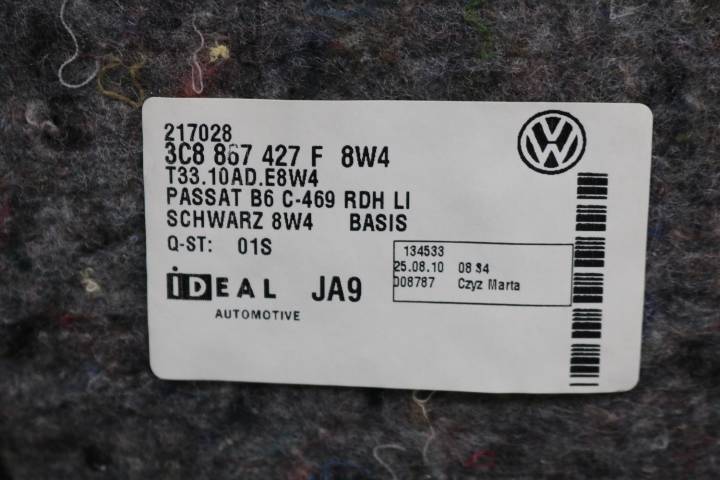 217028
3C8 867 427 F 8W4
T33.10AD.E8W4
PASSAT B6 C-469 RDH LI
SCHWARZ 8W4 BASIS
Q-ST: 01S
134533
25.08.10 08 34
D08787 Czyz Marta
iDEAL JA9
AUTOMOTIVE
VW